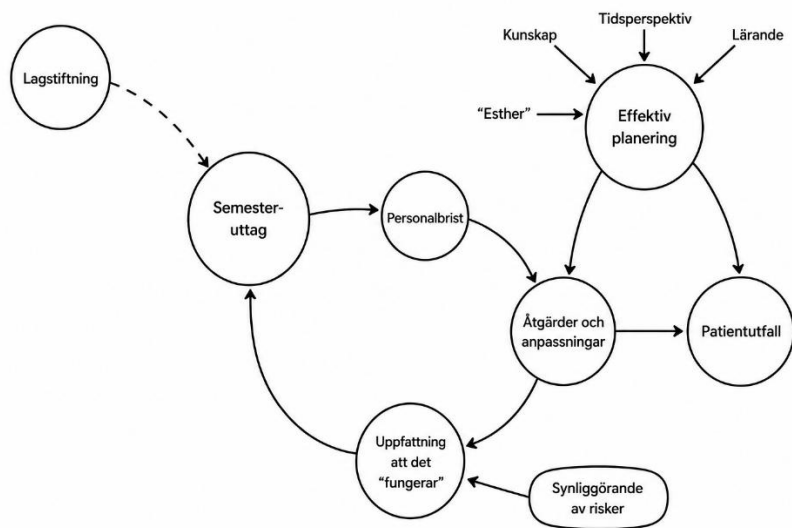 Lagstiftning
Tidsperspektiv
Kunskap
Lärande
"Esther"
Effektiv
planering
Semester-
uttag
Personalbrist
Åtgärder och
anpassningar
Patientutfall
Uppfattning
att det
"fungerar"
Synliggörande
av risker